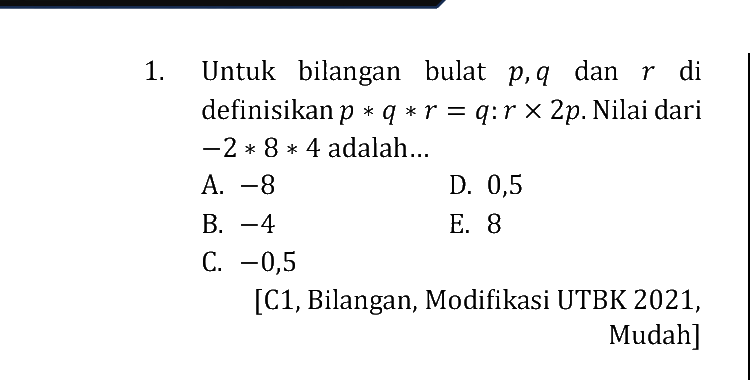 1. Untuk bilangan bulat p, q dan r di
definisikan p ∗ q ∗ r = q: r × 2p. Nilai dari
−2 ∗ 8 ∗ 4 adalah...
A. −8 D. 0,5
B. −4 E. 8
C. −0,5
[C1, Bilangan, Modifikasi UTBK 2021,
Mudah]